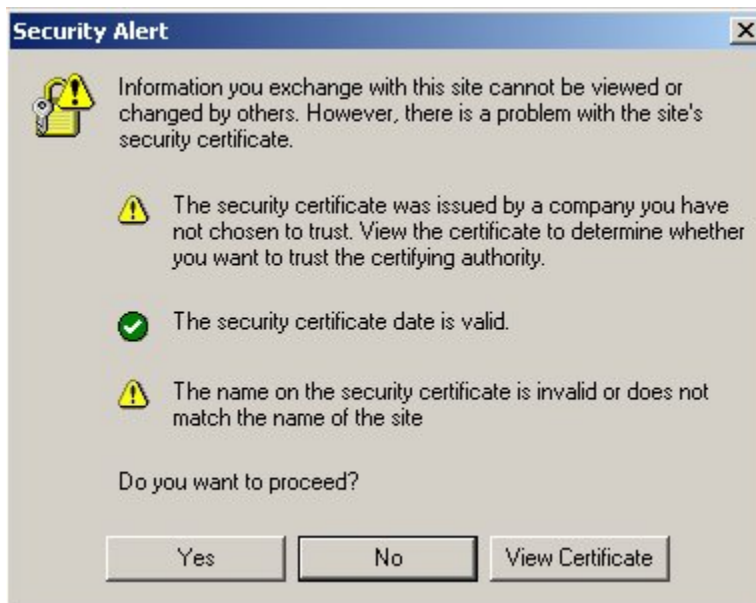 Security Alert
Information you exchange with this site cannot be viewed or
changed by others. However, there is a problem with the site's
security certificate.
The security certificate was issued by a company you have
not chosen to trust. View the certificate to determine whether
you want to trust the certifying authority.
The security certificate date is valid.
The name on the security certificate is invalid or does not
match the name of the site
Do you want to proceed?
Yes
No
View Certificate